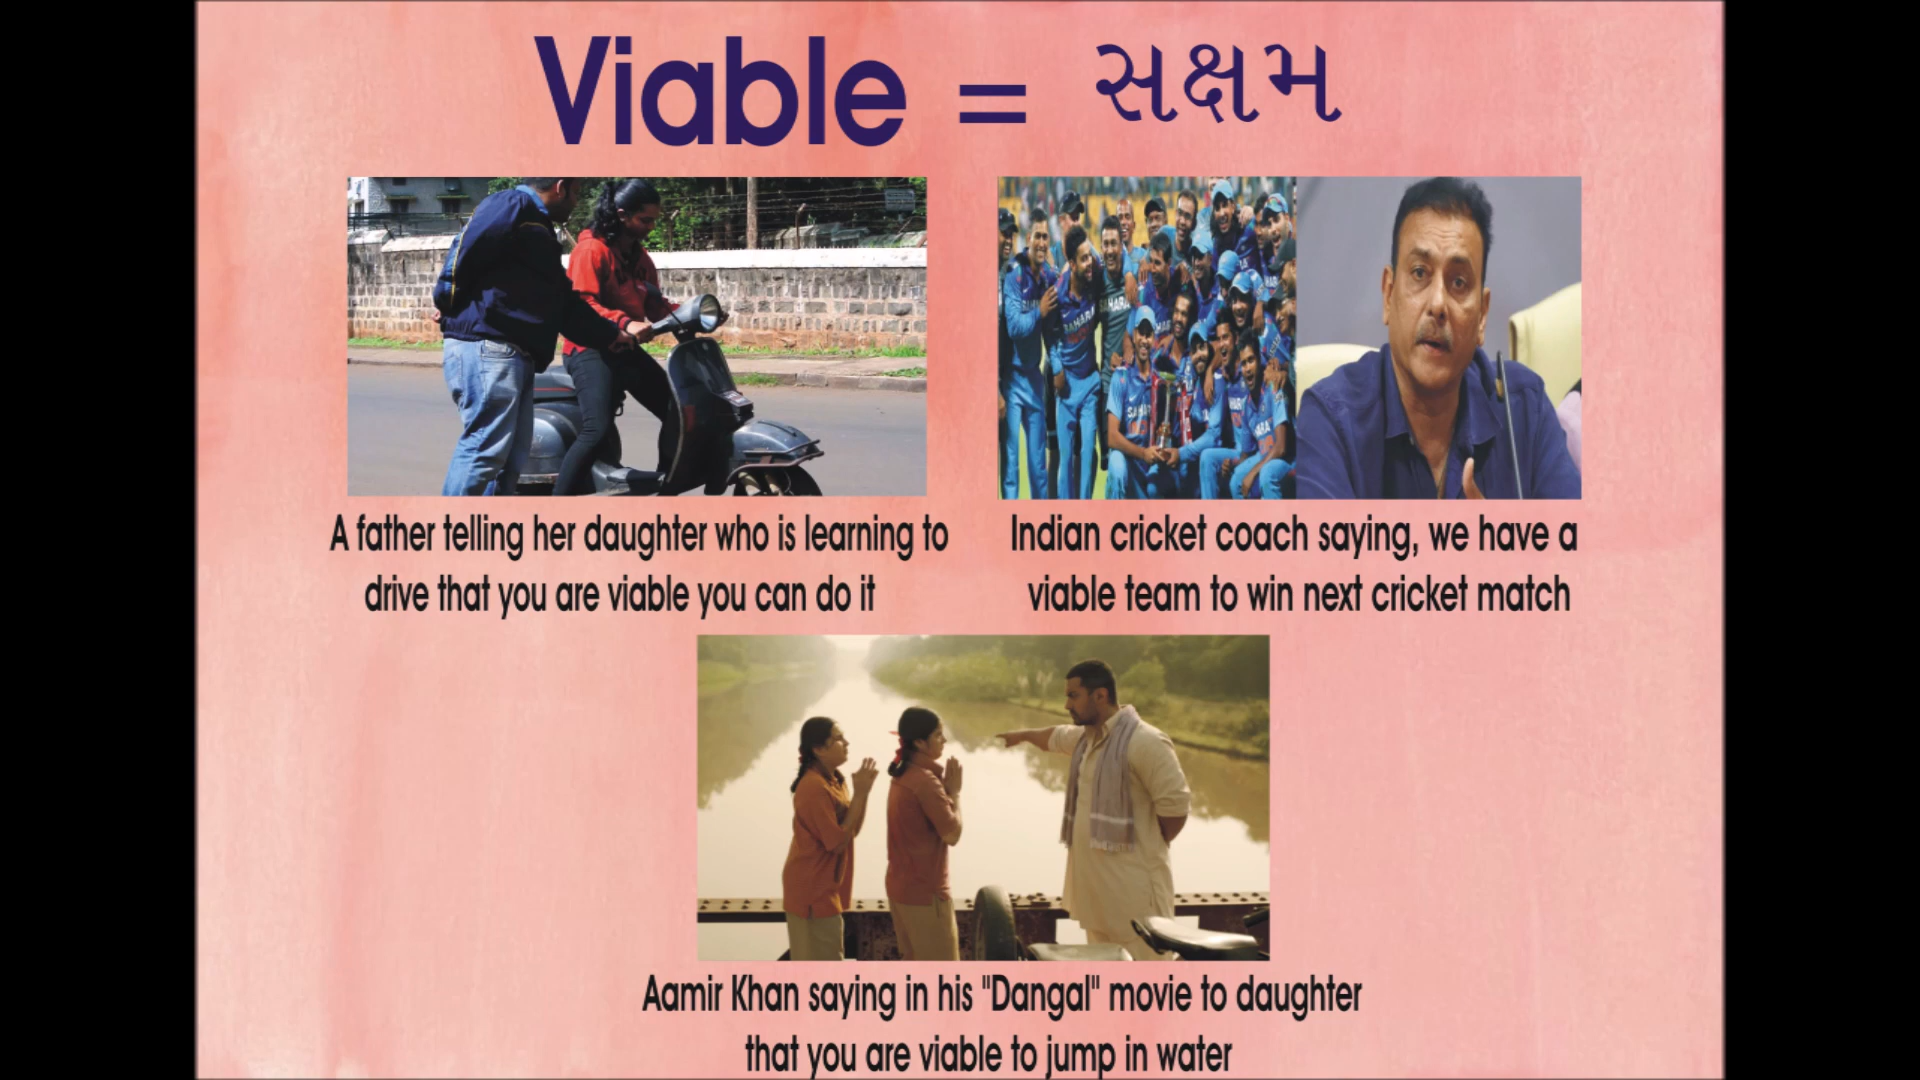 Viable = સક્ષમ
A father telling her daughter who is learning to
drive that you are viable you can do it
Indian cricket coach saying, we have a
viable team to win next cricket match
Aamir Khan saying in his "Dangal" movie to daughter
that you are viable to jump in water